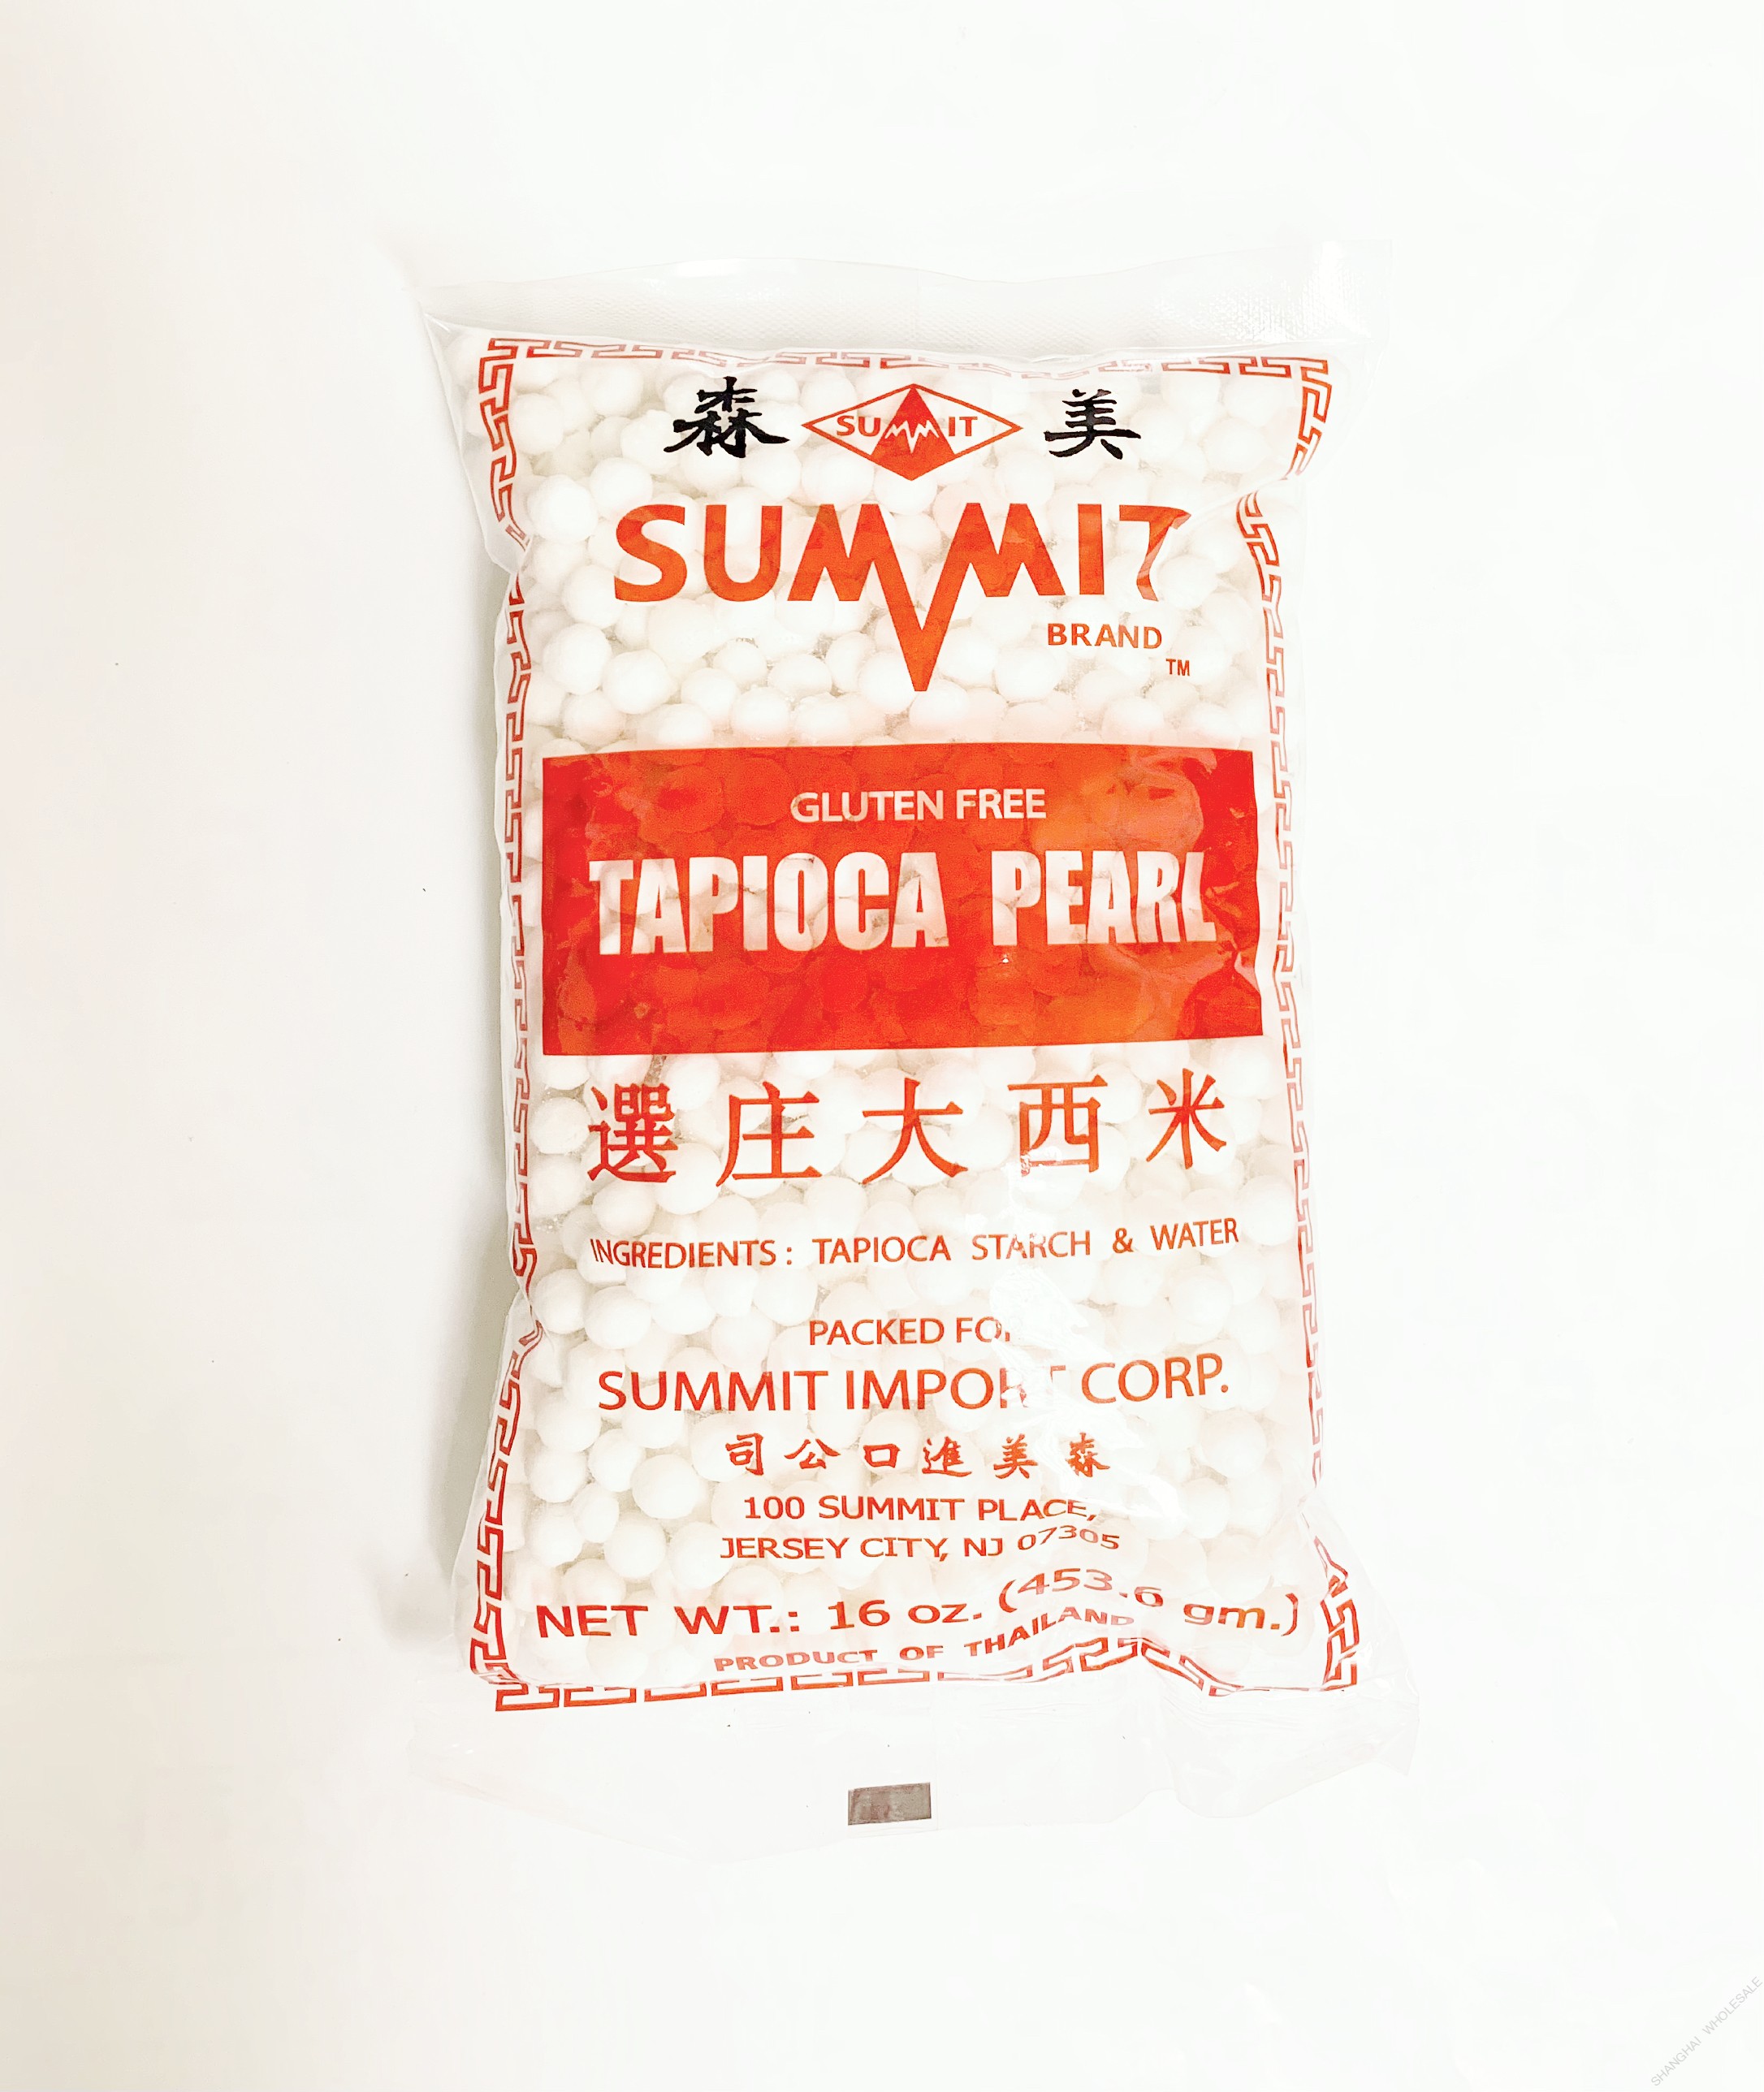 森 SUMMIT 美
SUMMIT
BRAND
TM
GLUTEN FREE
TAPIOCA PEARL
選庄大西米
INGREDIENTS : TAPIOCA STARCH & WATER
PACKED FOR
SUMMIT IMPORT CORP.
司公口進美森
100 SUMMIT PLACE,
JERSEY CITY, NJ 07305
NET WT.: 16 oz. (453.6 gm.)
PRODUCT OF THAILAND
SHANGHAI WHOLESALE